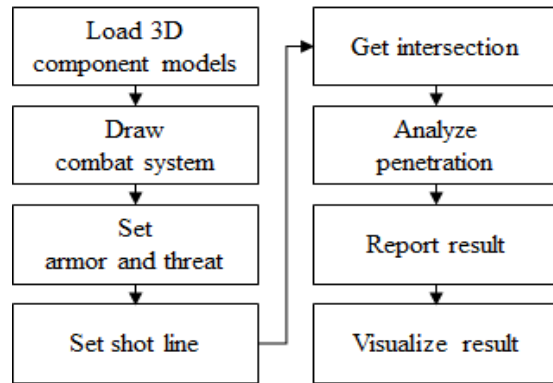 Load 3D
component models
Draw
combat system
Set
armor and threat
Set shot line
Get intersection
Analyze
penetration
Report result
Visualize result